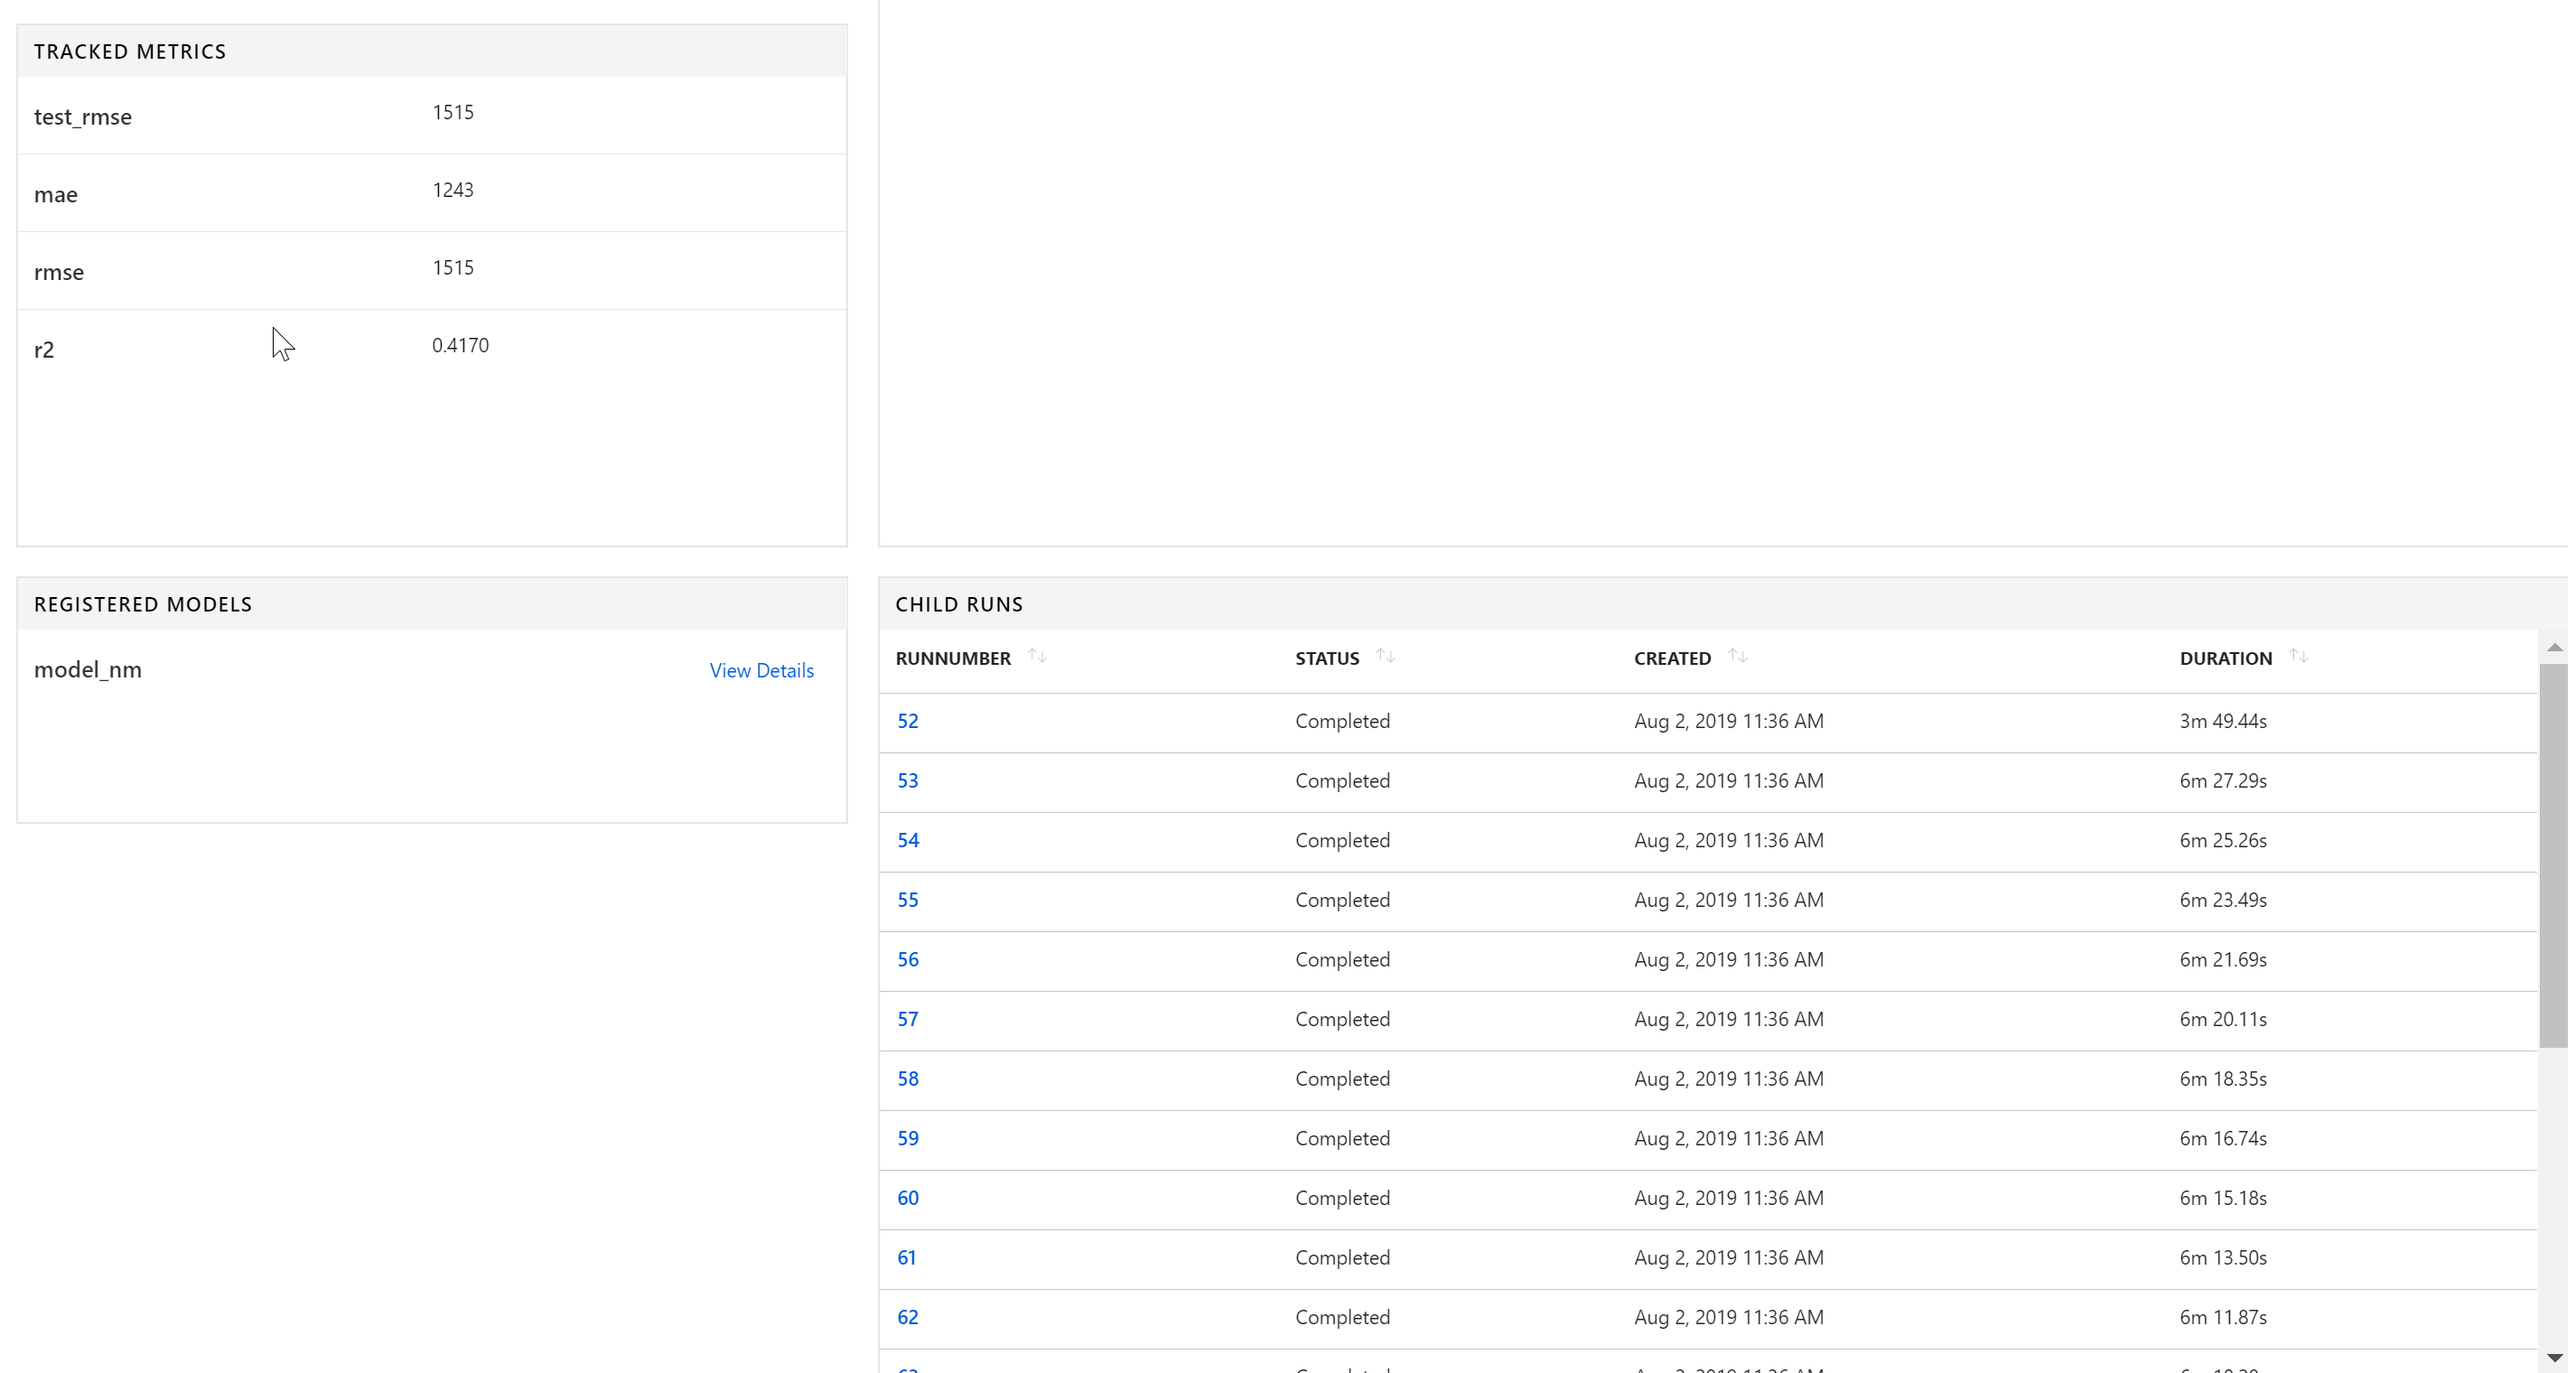 TRACKED METRICS
test_rmse 1515
mae 1243
rmse 1515
r2 0.4170
REGISTERED MODELS
model_nm View Details
CHILD RUNS
RUNNUMBER STATUS CREATED DURATION
52 Completed Aug 2, 2019 11:36 AM 3m 49.44s
53 Completed Aug 2, 2019 11:36 AM 6m 27.29s
54 Completed Aug 2, 2019 11:36 AM 6m 25.26s
55 Completed Aug 2, 2019 11:36 AM 6m 23.49s
56 Completed Aug 2, 2019 11:36 AM 6m 21.69s
57 Completed Aug 2, 2019 11:36 AM 6m 20.11s
58 Completed Aug 2, 2019 11:36 AM 6m 18.35s
59 Completed Aug 2, 2019 11:36 AM 6m 16.74s
60 Completed Aug 2, 2019 11:36 AM 6m 15.18s
61 Completed Aug 2, 2019 11:36 AM 6m 13.50s
62 Completed Aug 2, 2019 11:36 AM 6m 11.87s